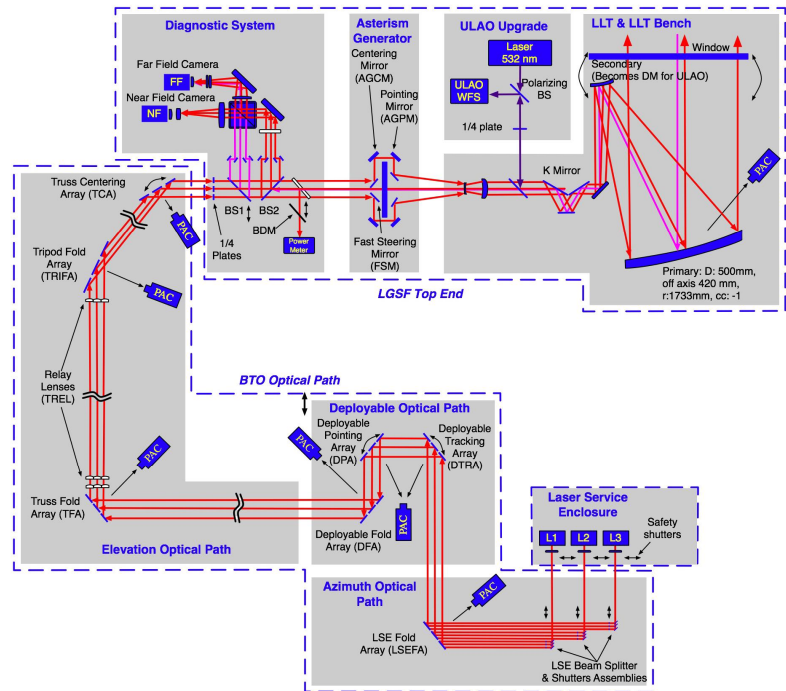 Diagnostic System
Far Field Camera
FF
Near Field Camera
NF
BS1
BS2
BDM
1/4
Plates
Power
Meter
Asterism
Generator
Centering
Mirror
(AGCM)
Pointing
Mirror
(AGPM)
Fast Steering
Mirror
(FSM)
ULAO Upgrade
Laser
532 nm
ULAO
WFS
Polarizing
BS
1/4 plate
K Mirror
LLT & LLT Bench
Window
Secondary
(Becomes DM for ULAO)
PAC
Primary: D: 500mm,
off axis 420 mm,
r:1733mm, cc: -1
LGSF Top End
Truss Centering
Array (TCA)
PAC
Tripod Fold
Array
(TRIFA)
PAC
Relay
Lenses
(TREL)
PAC
Truss Fold
Array (TFA)
Elevation Optical Path
BTO Optical Path
Deployable Optical Path
Deployable
Pointing
Array
(DPA)
Deployable
Tracking
Array
(DTRA)
PAC
PAC
Deployable Fold
Array (DFA)
Laser Service
Enclosure
L1
L2
L3
Safety
shutters
Azimuth Optical
Path
PAC
LSE Fold
Array (LSEFA)
LSE Beam Splitter
& Shutters Assemblies